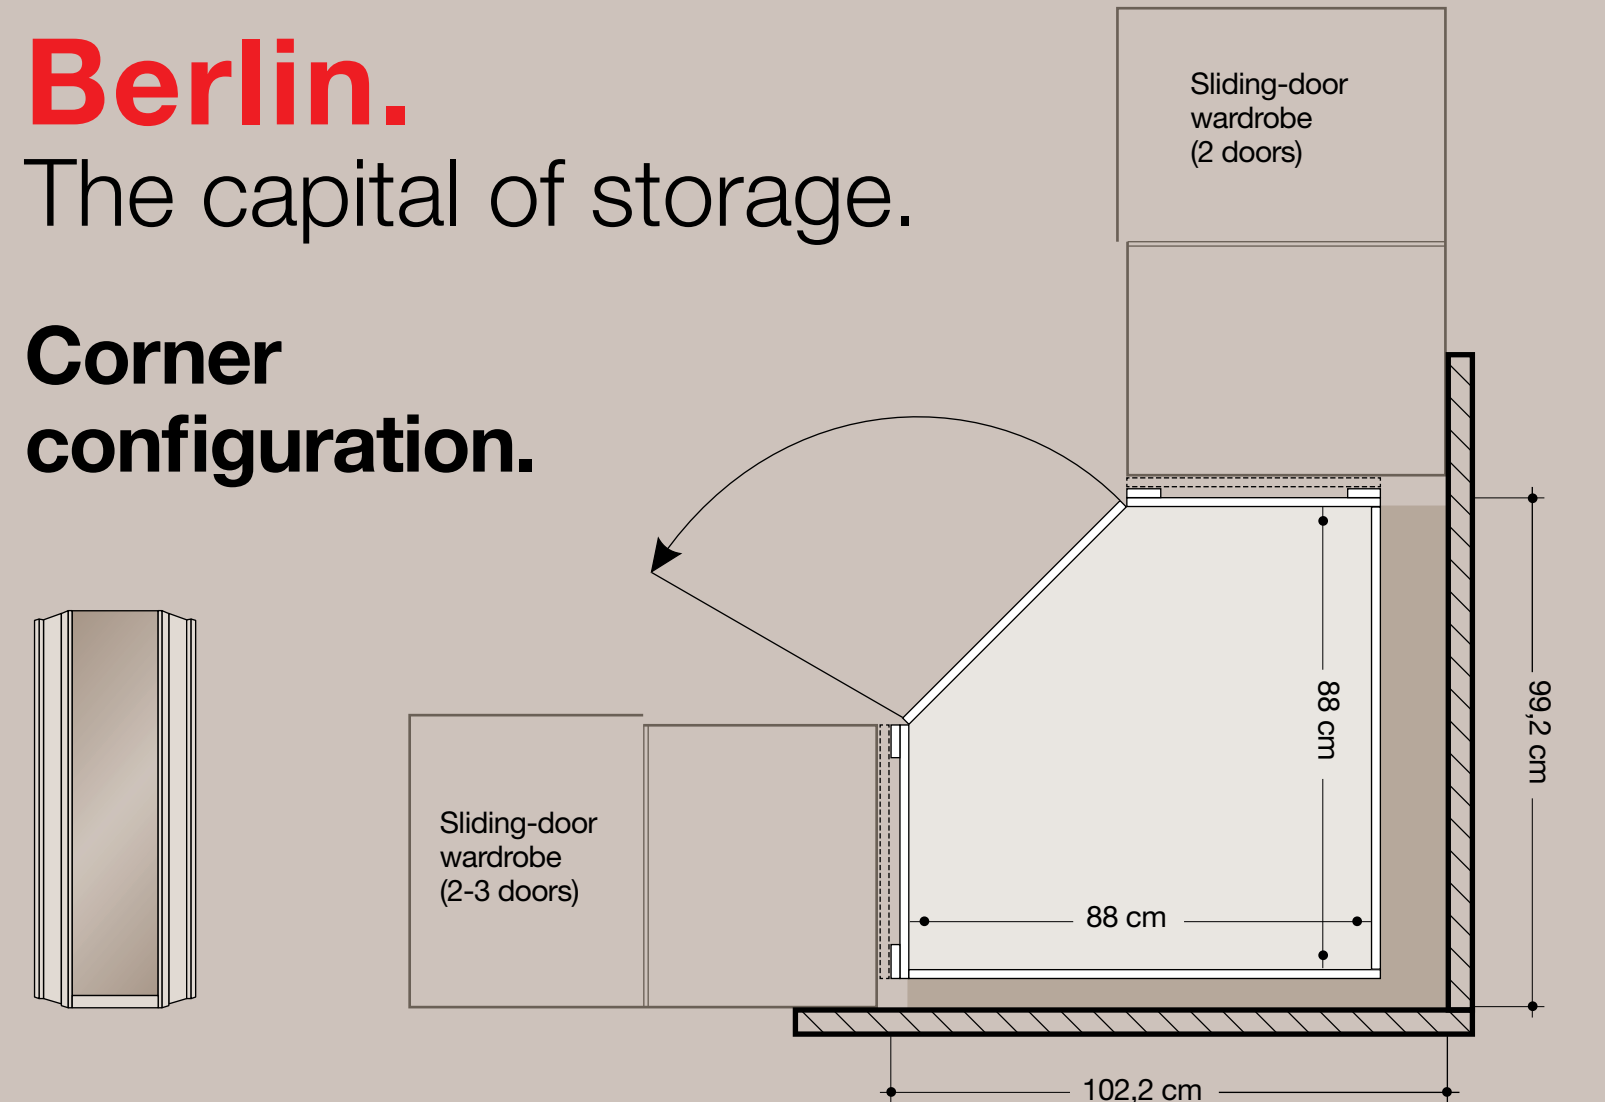 Berlin.
The capital of storage.
Corner
configuration.
Sliding-door
wardrobe
(2 doors)
Sliding-door
wardrobe
(2-3 doors)
88 cm
88 cm
99,2 cm
102,2 cm